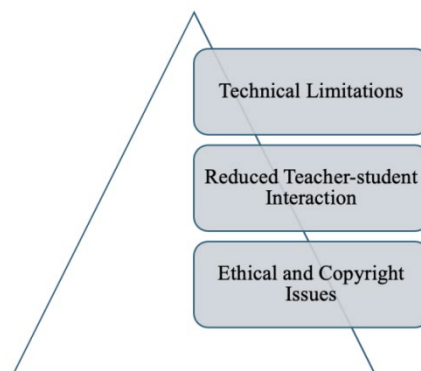 Technical Limitations
Reduced Teacher-student
Interaction
Ethical and Copyright
Issues